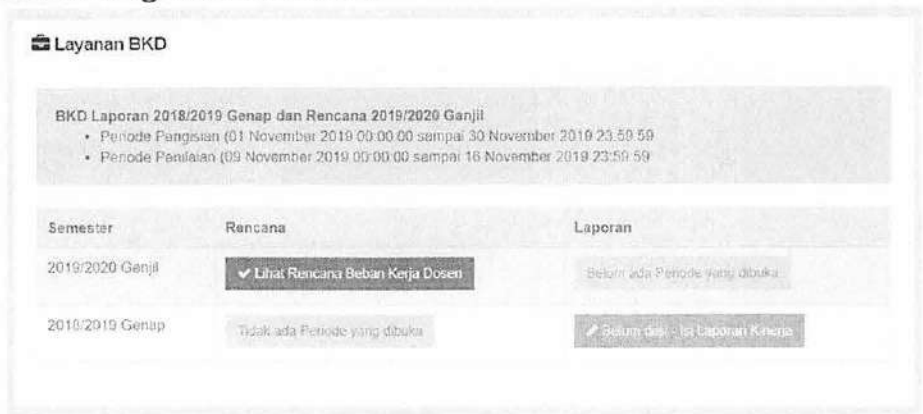 Layanan BKD
BKD Laporan 2018/2019 Genap dan Rencana 2019/2020 Ganjil
• Periode Pengisian (01 November 2019 00:00:00 sampai 30 November 2019 23:59:59
• Periode Penilaian (09 November 2019 00:00:00 sampai 16 November 2019 23:59:59
Semester Rencana Laporan
2019/2020 Ganjil Lihat Rencana Beban Kerja Dosen Belum ada Periode yang dibuka
2018/2019 Genap Tidak ada Periode yang dibuka Belum diisi - Isi Laporan Kinerja